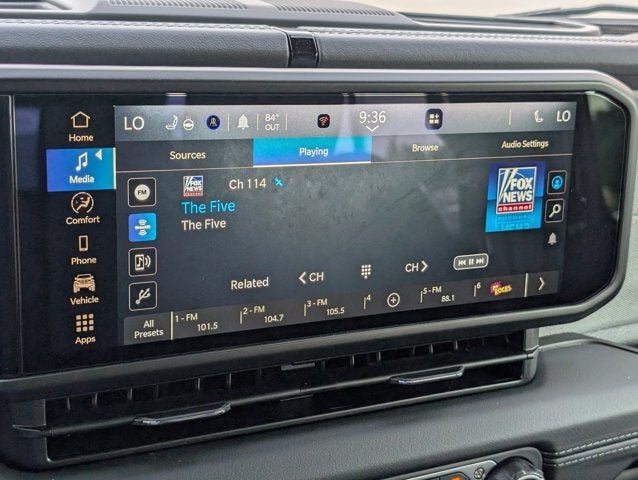 LO 84° OUT 9:36 LO
Home
Media
Comfort
Phone
Vehicle
Apps
Sources Playing Browse Audio Settings
FM
FOX NEWS channel
Ch 114
The Five
The Five
FOX NEWS channel
Related CH CH
All Presets
1 - FM 101.5
2 - FM 104.7
3 - FM 105.5
4
5 - FM 88.1
6
ROCKS